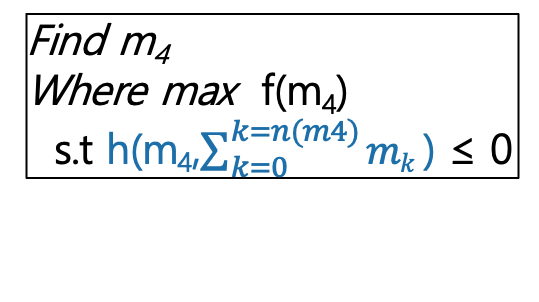 Find m₄
Where max f(m₄)
s.t h(m₄,∑ₖ₌₀ᵏ⁼ⁿ⁽ᵐ⁴⁾ mₖ) ≤ 0